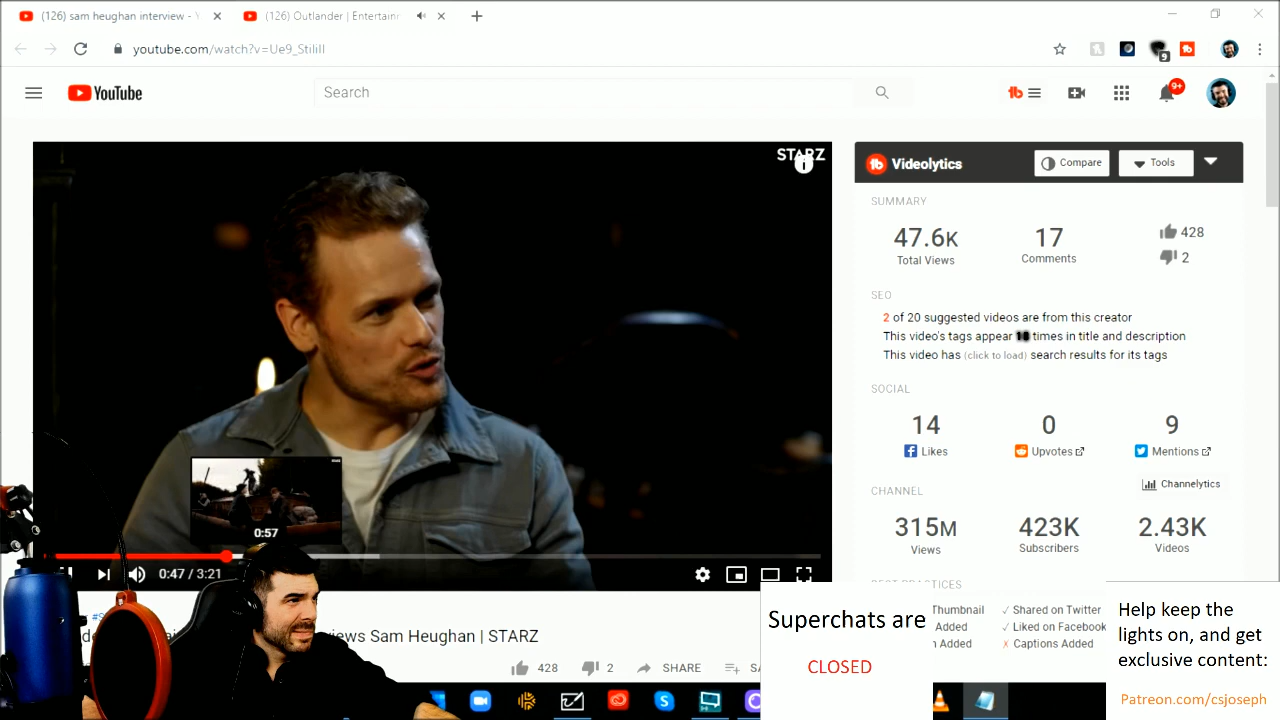 (126) sam heughan interview - Y
(126) Outlander | Entertainm
youtube.com/watch?v=Ue9_StiIiII
9
YouTube
Search
9+
STARZ
Videolytics
Compare
Tools
SUMMARY
47.6K
Total Views
17
Comments
428
2
SEO
2 of 20 suggested videos are from this creator
This video's tags appear times in title and description
This video has (click to load) search results for its tags
SOCIAL
14
Likes
0
Upvotes
9
Mentions
Channelytics
CHANNEL
315M
Views
423K
Subscribers
2.43K
Videos
0:57
0:47 / 3:21
views Sam Heughan | STARZ
428
2
SHARE
SA
Superchats are
CLOSED
Thumbnail
Added
Added
Shared on Twitter
Liked on Facebook
Captions Added
Help keep the
lights on, and get
exclusive content:
Patreon.com/csjoseph